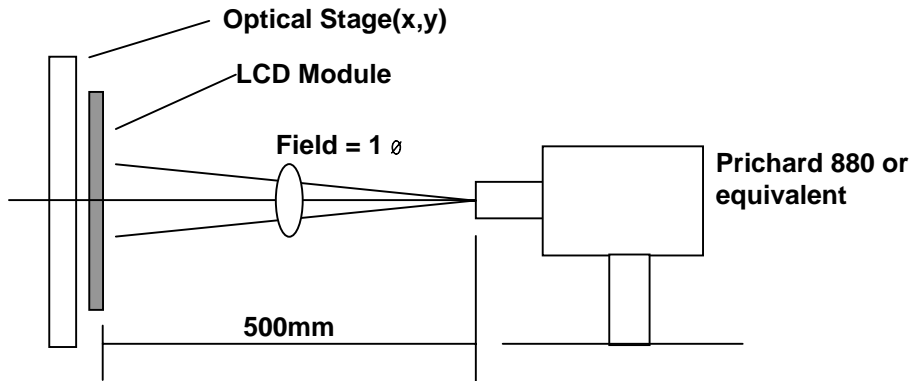 Optical Stage(x,y)
LCD Module
Field = 1 ø
Prichard 880 or
equivalent
500mm